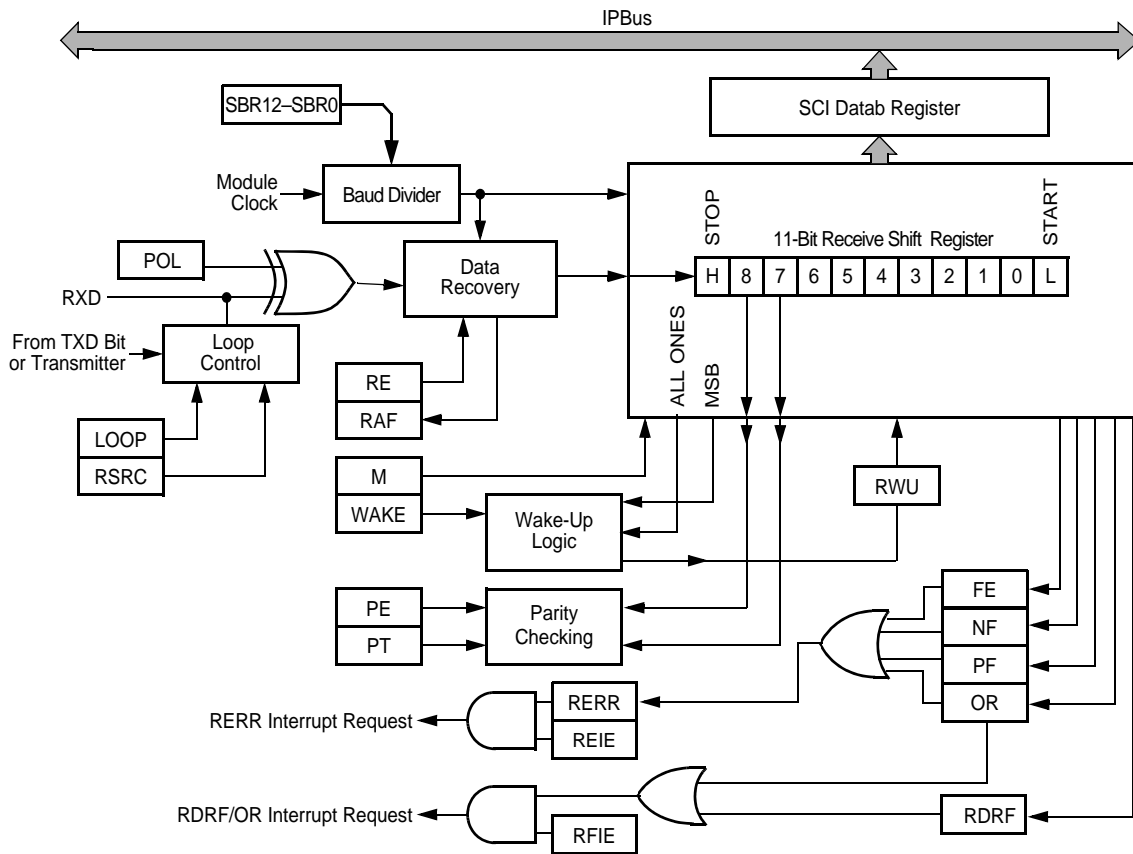 IPBus
SCI Datab Register
SBR12–SBR0
Module
Clock
Baud Divider
STOP
START
11-Bit Receive Shift Register
H 8 7 6 5 4 3 2 1 0 L
POL
RXD
Data
Recovery
From TXD Bit
or Transmitter
Loop
Control
ALL ONES
MSB
RE
RAF
LOOP
RSRC
M
WAKE
RWU
Wake-Up
Logic
PE
PT
Parity
Checking
FE
NF
PF
OR
RERR
REIE
RERR Interrupt Request
RDRF/OR Interrupt Request
RFIE
RDRF